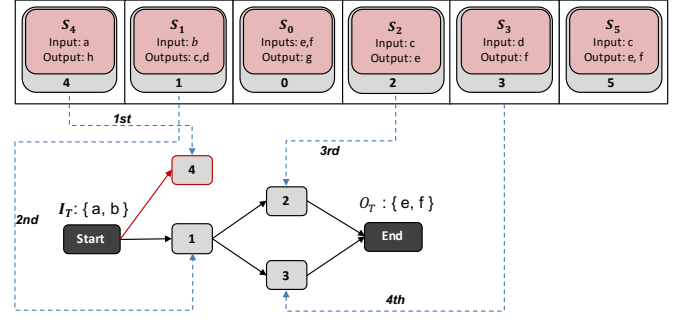 S4
Input: a
Output: h
4
S1
Input: b
Outputs: c,d
1
S0
Inputs: e,f
Output: g
0
S2
Input: c
Output: e
2
S3
Input: d
Output: f
3
S5
Input: c
Output: e, f
5
1st
3rd
4
2nd
IT: { a, b }
Start
1
2
3
OT : { e, f }
End
4th